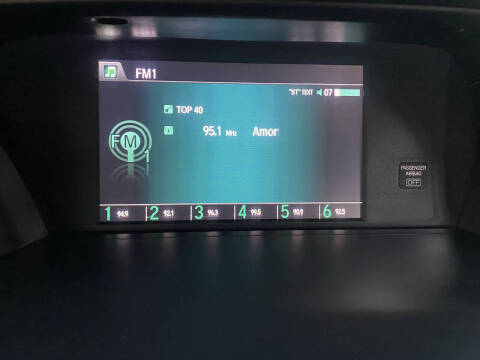 FM1
"ST" TEXT 07
TOP 40
95.1 MHz Amor
FM
1
PASSENGER
AIRBAG
OFF
1 94.9 2 92.1 3 96.3 4 99.5 5 90.9 6 92.5